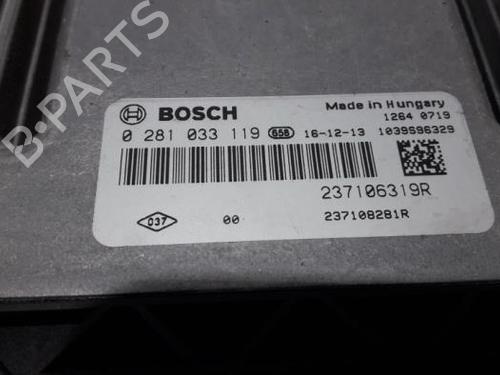 BOSCH
Made in Hungary
1264 0719
0 281 033 119 658 16-12-13 1039S96329
237106319R
037 00 237108281R
B-PARTS